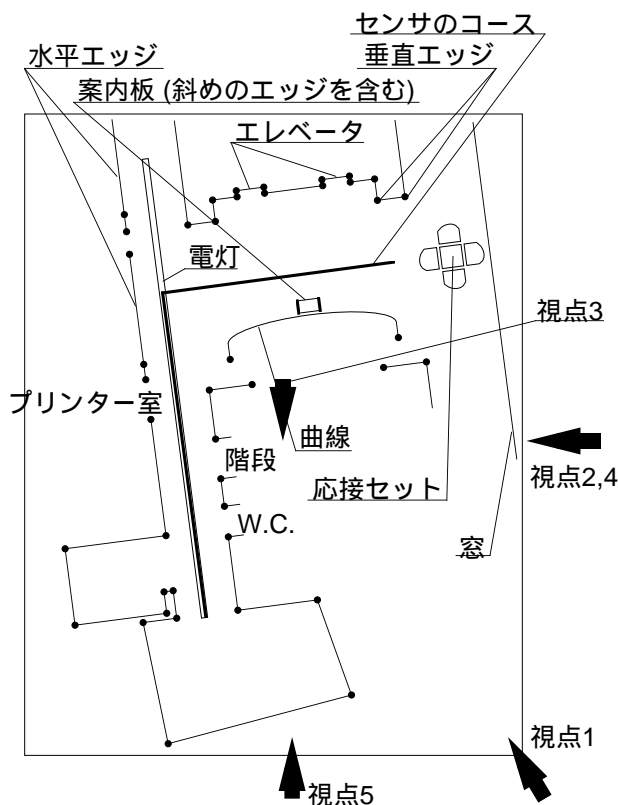 センサのコース
水平エッジ
垂直エッジ
案内板 (斜めのエッジを含む)
エレベータ
電灯
視点3
プリンター室
曲線
階段
応接セット
視点2,4
W.C.
窓
視点1
視点5